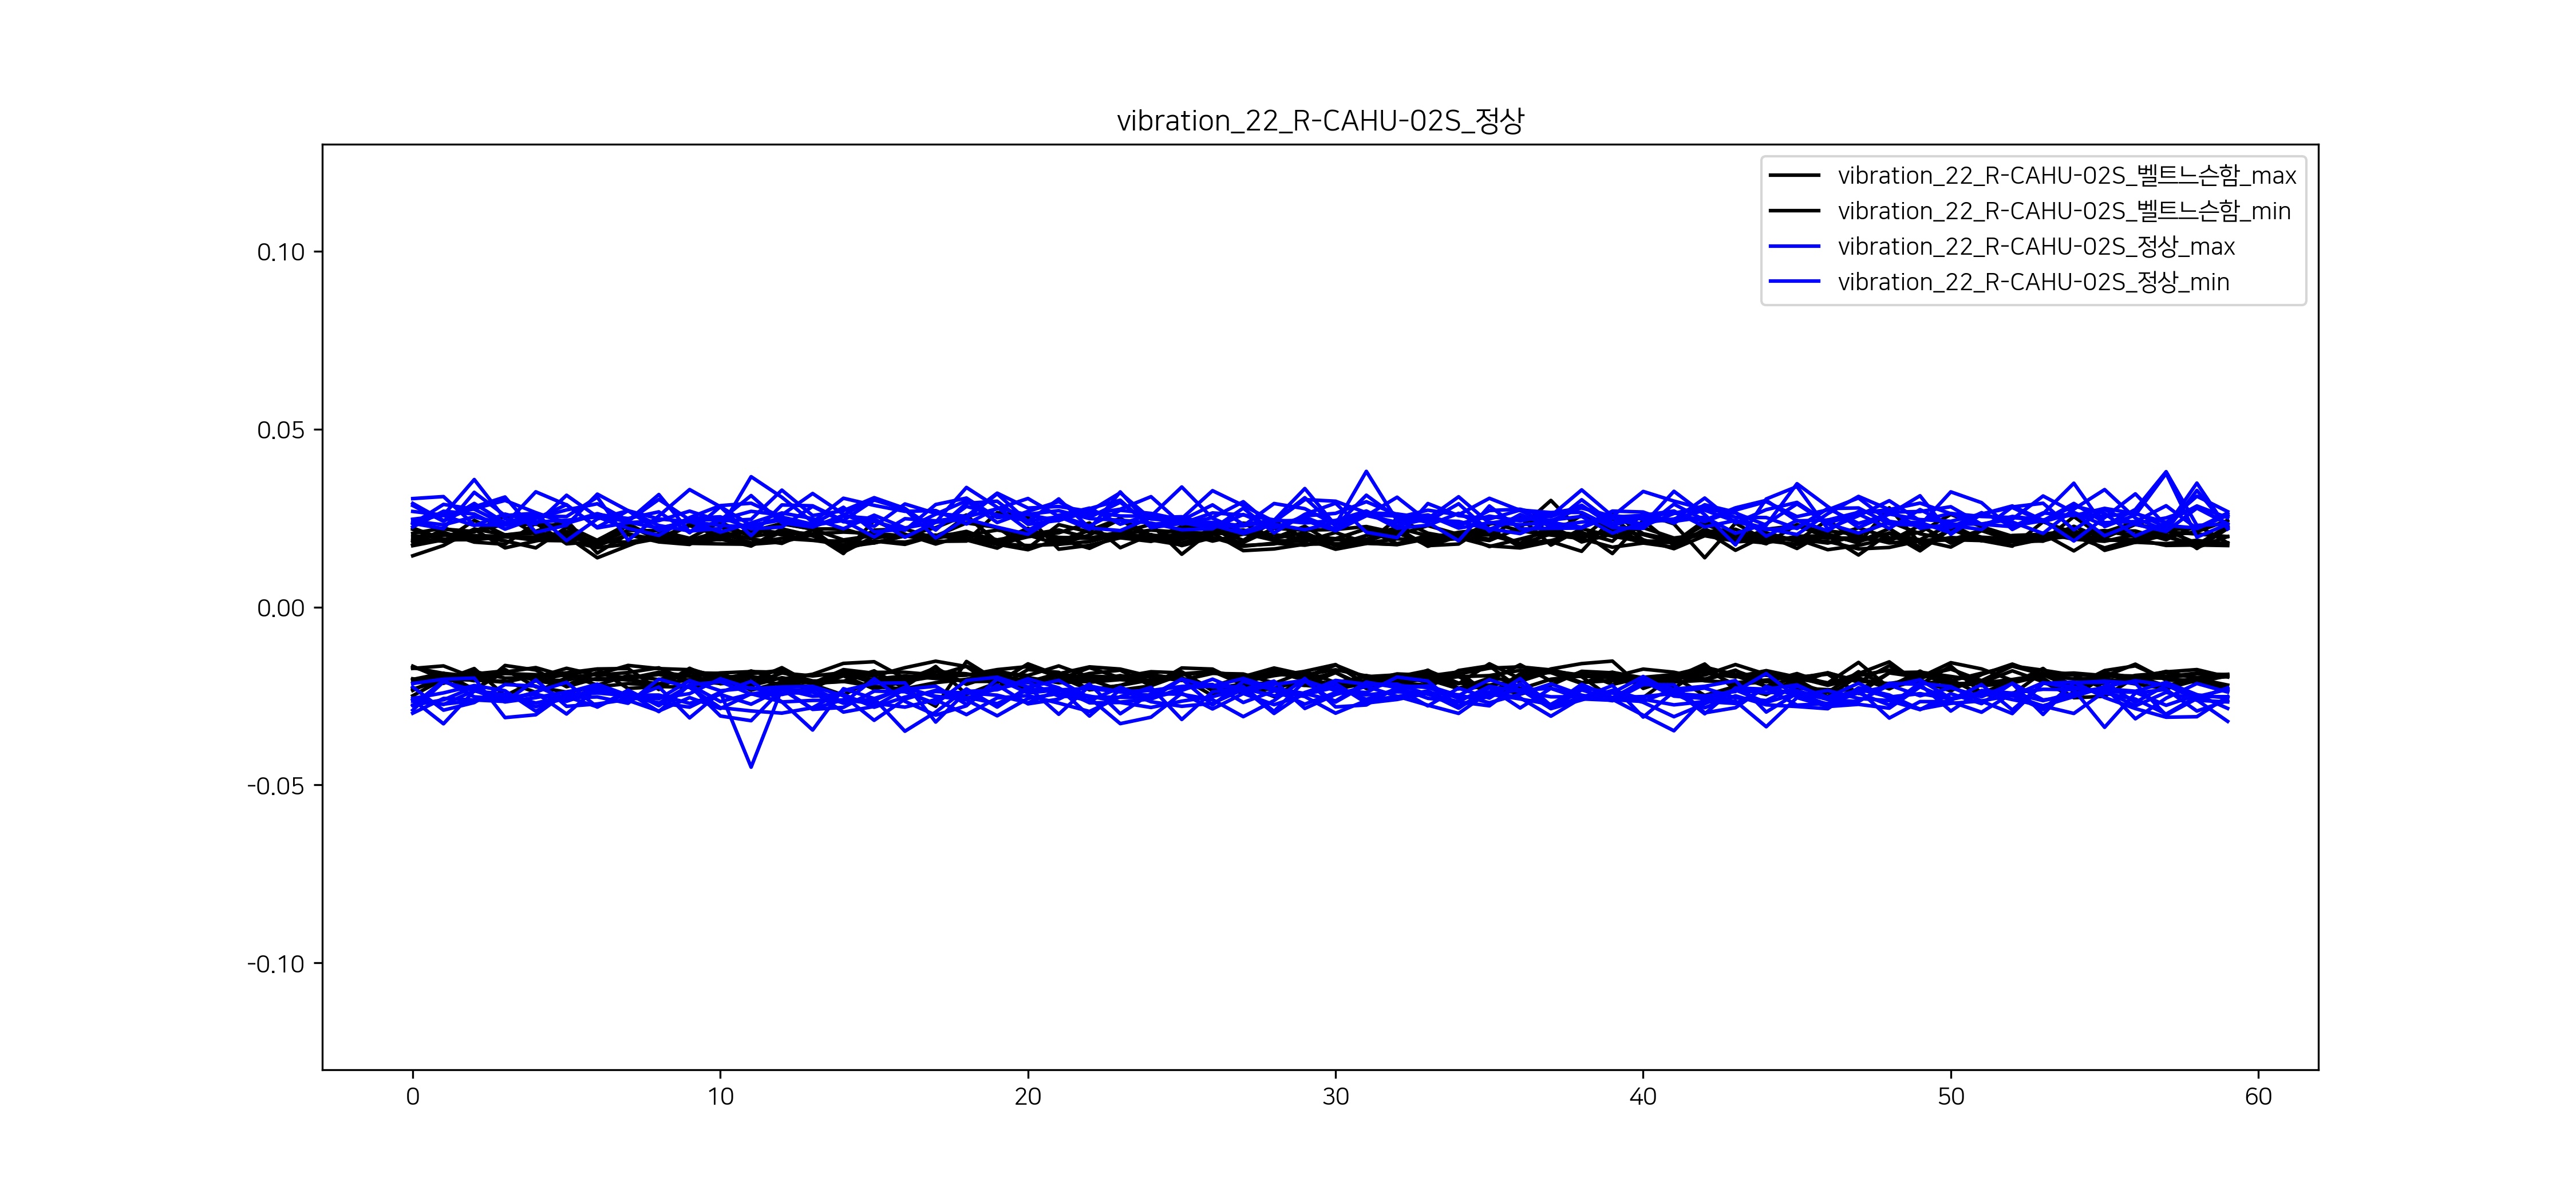 vibration_22_R-CAHU-02S_정상
vibration_22_R-CAHU-02S_벨트느슨함_max
vibration_22_R-CAHU-02S_벨트느슨함_min
vibration_22_R-CAHU-02S_정상_max
vibration_22_R-CAHU-02S_정상_min
0.10
0.05
0.00
-0.05
-0.10
0 10 20 30 40 50 60